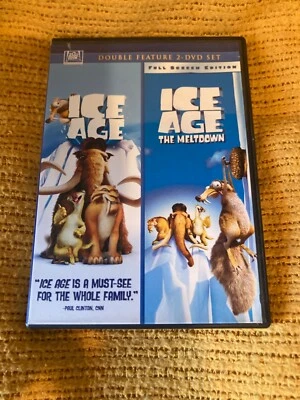 DOUBLE FEATURE 2-DVD SET
FULL SCREEN EDITION
ICE
AGE
ICE
AGE
THE MELTDOWN
"ICE AGE IS A MUST-SEE
FOR THE WHOLE FAMILY."
-PAUL CLINTON, CNN